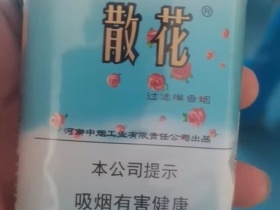 散花®
过滤嘴香烟
河南中烟工业有限责任公司出品
本公司提示
吸烟有害健康